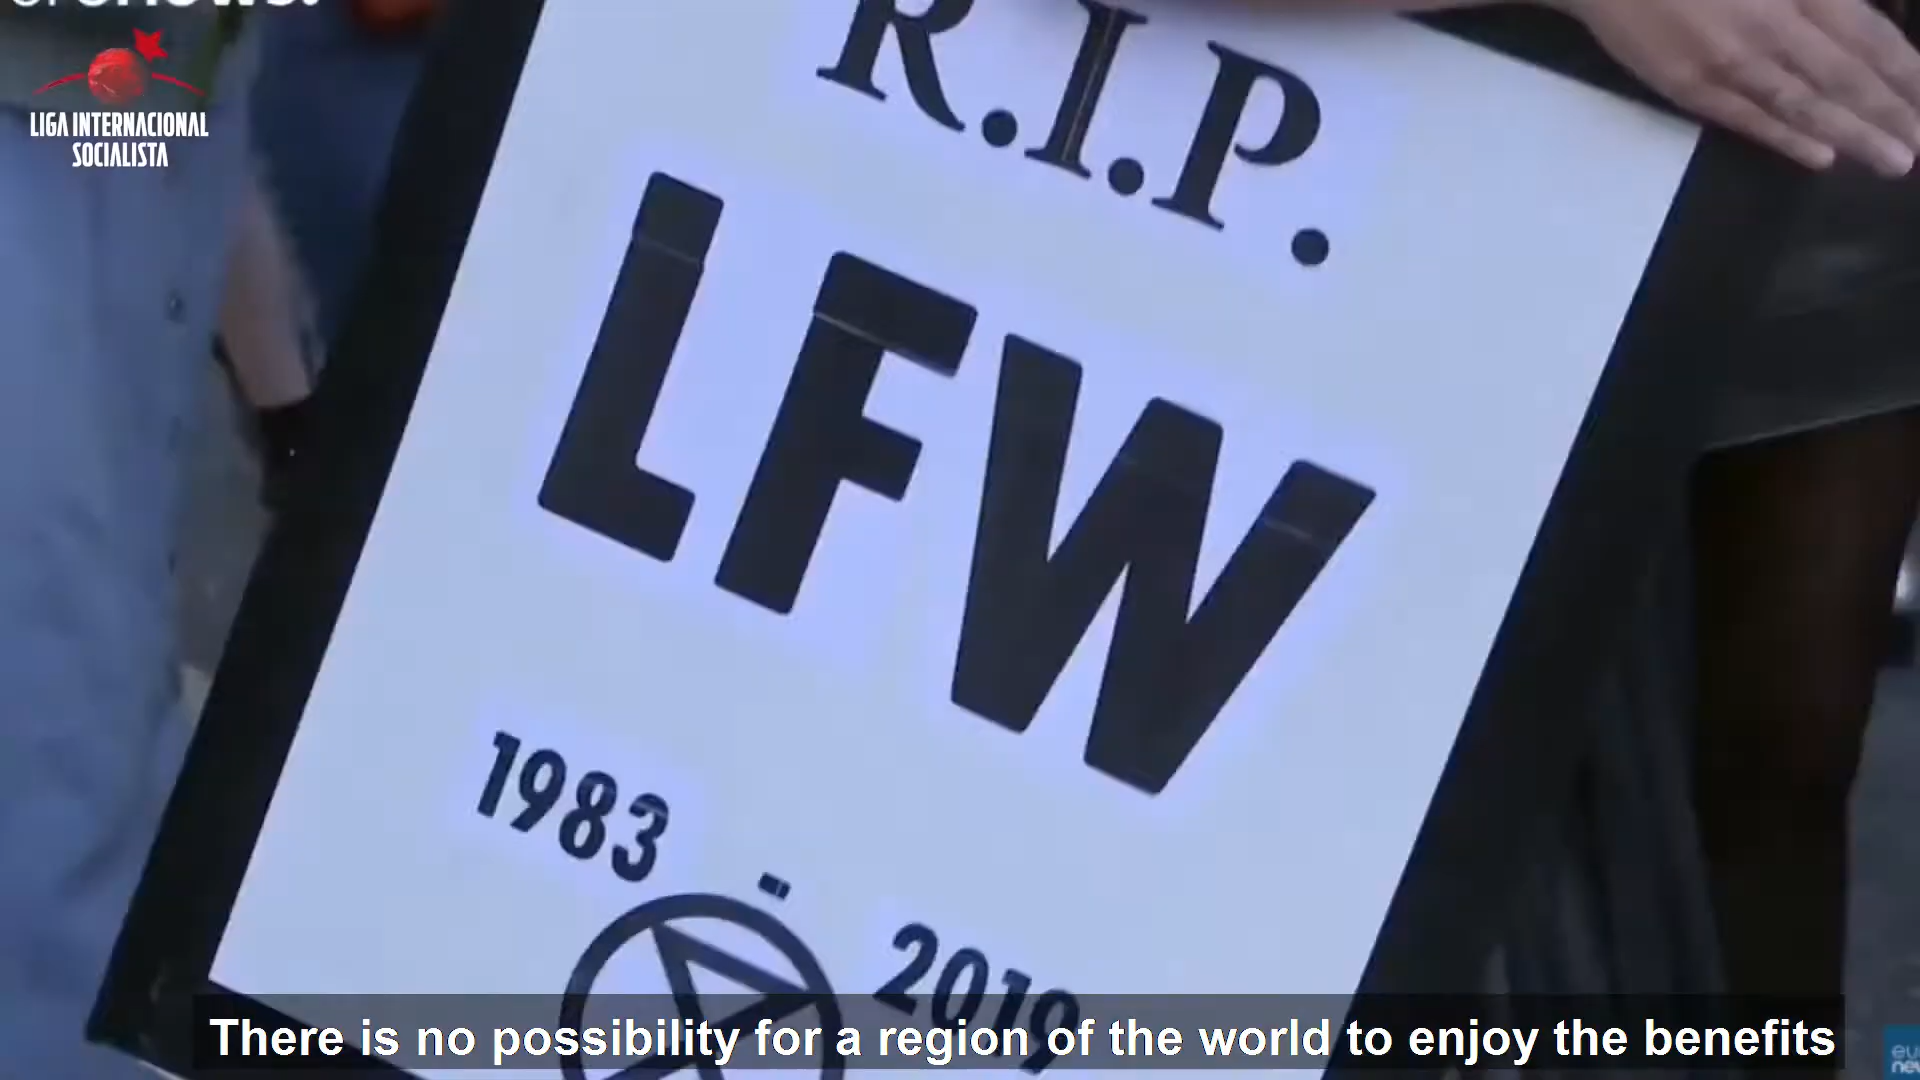 LIGA INTERNACIONAL
SOCIALISTA
R.I.P.
LFW
1983
-
2019
There is no possibility for a region of the world to enjoy the benefits